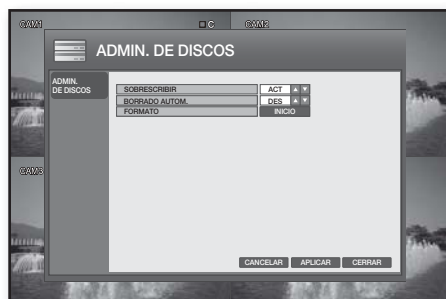 CAM1
C
CAM2
ADMIN. DE DISCOS
ADMIN.
DE DISCOS
SOBRESCRIBIR ACT
BORRADO AUTOM. DES
FORMATO INICIO
CAM3
CANCELAR APLICAR CERRAR